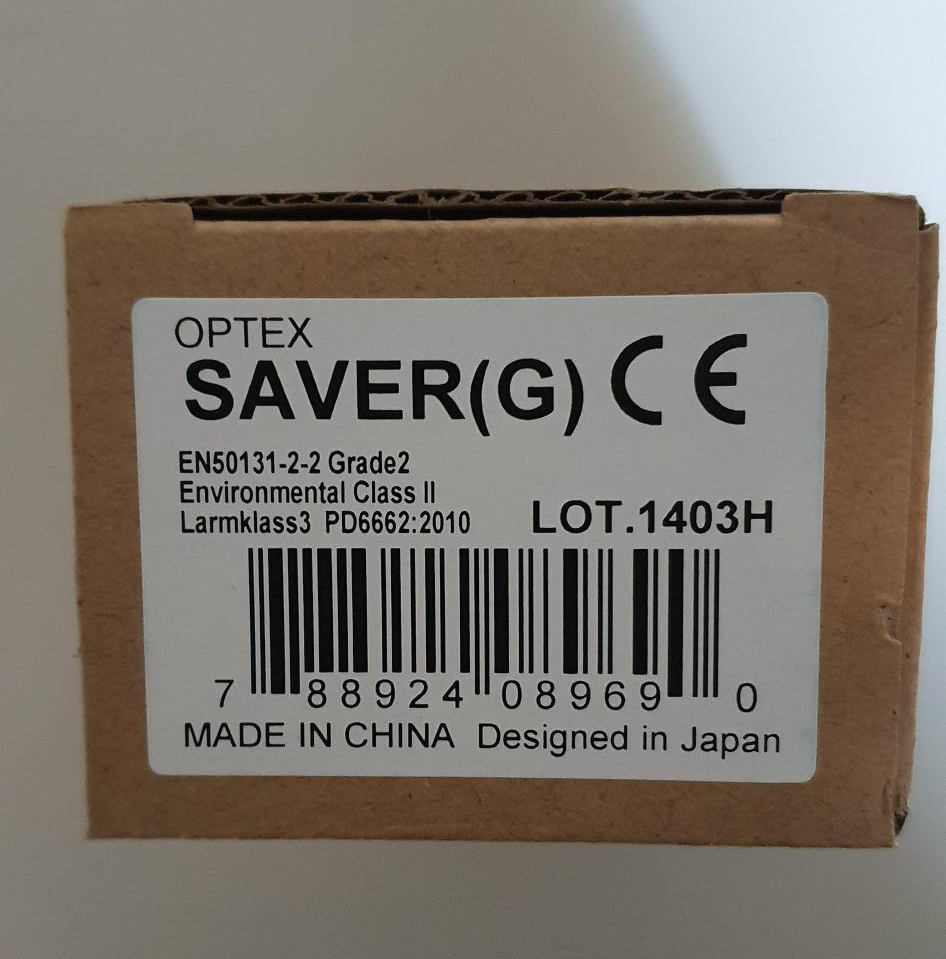 OPTEX
SAVER(G) CE
EN50131-2-2 Grade2
Environmental Class II
Larmklass3 PD6662:2010 LOT.1403H
7 88924 08969 0
MADE IN CHINA Designed in Japan